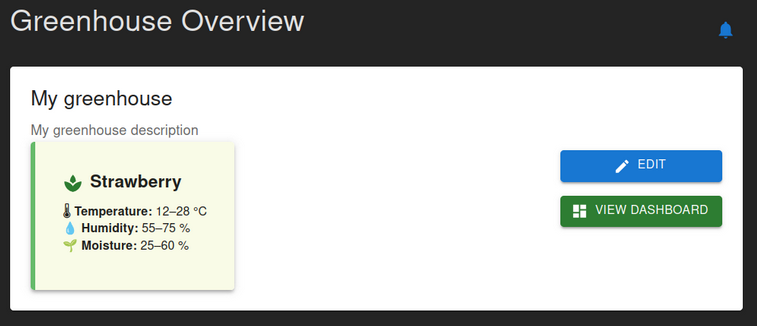 Greenhouse Overview
My greenhouse
My greenhouse description
Strawberry
Temperature: 12–28 °C
Humidity: 55–75 %
Moisture: 25–60 %
EDIT
VIEW DASHBOARD